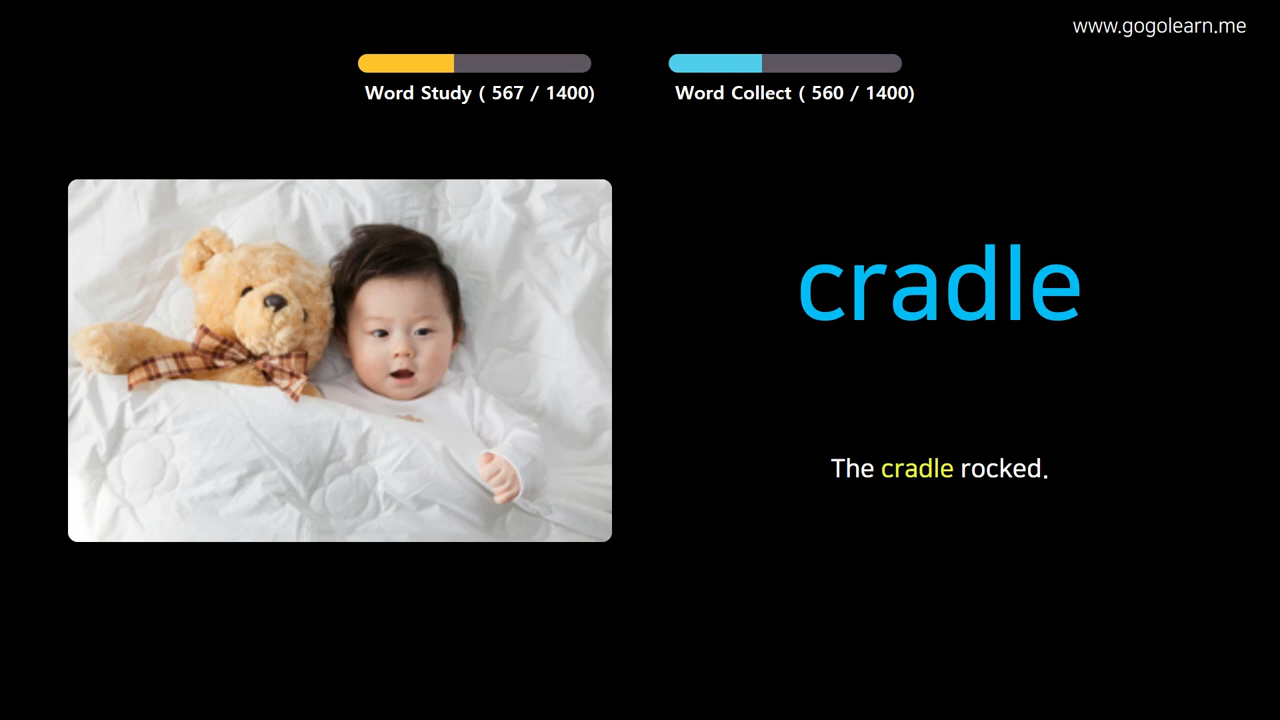 www.gogolearn.me
Word Study ( 567 / 1400)
Word Collect ( 560 / 1400)
cradle
The cradle rocked.